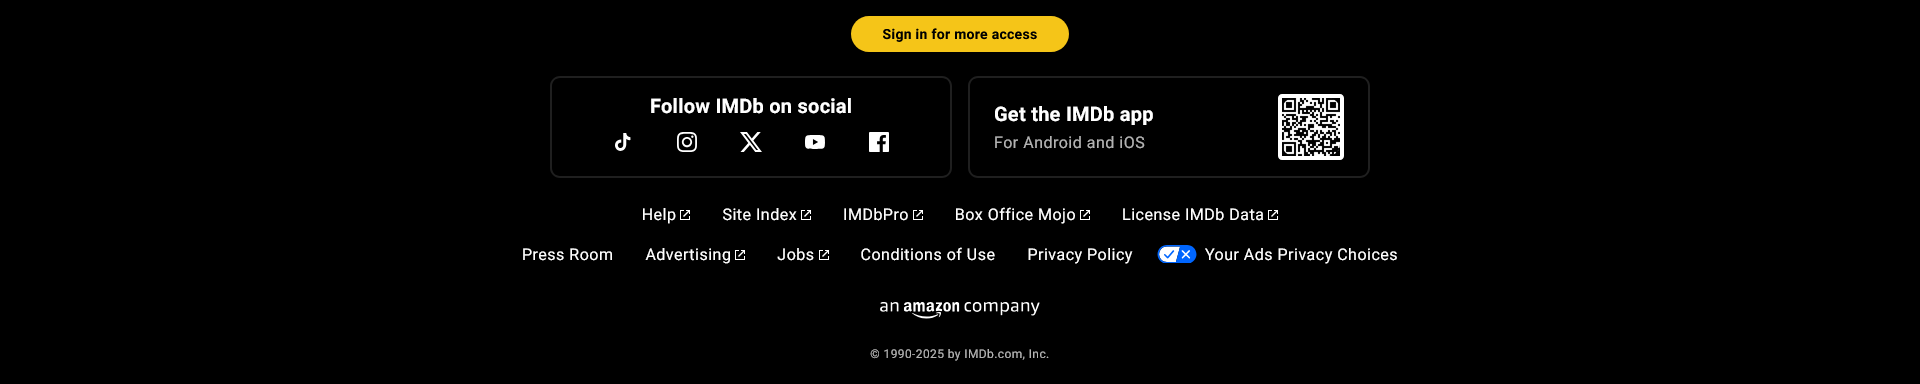 Sign in for more access
Follow IMDb on social
Get the IMDb app
For Android and iOS
Help
Site Index
IMDbPro
Box Office Mojo
License IMDb Data
Press Room
Advertising
Jobs
Conditions of Use
Privacy Policy
Your Ads Privacy Choices
an amazon company
© 1990-2025 by IMDb.com, Inc.